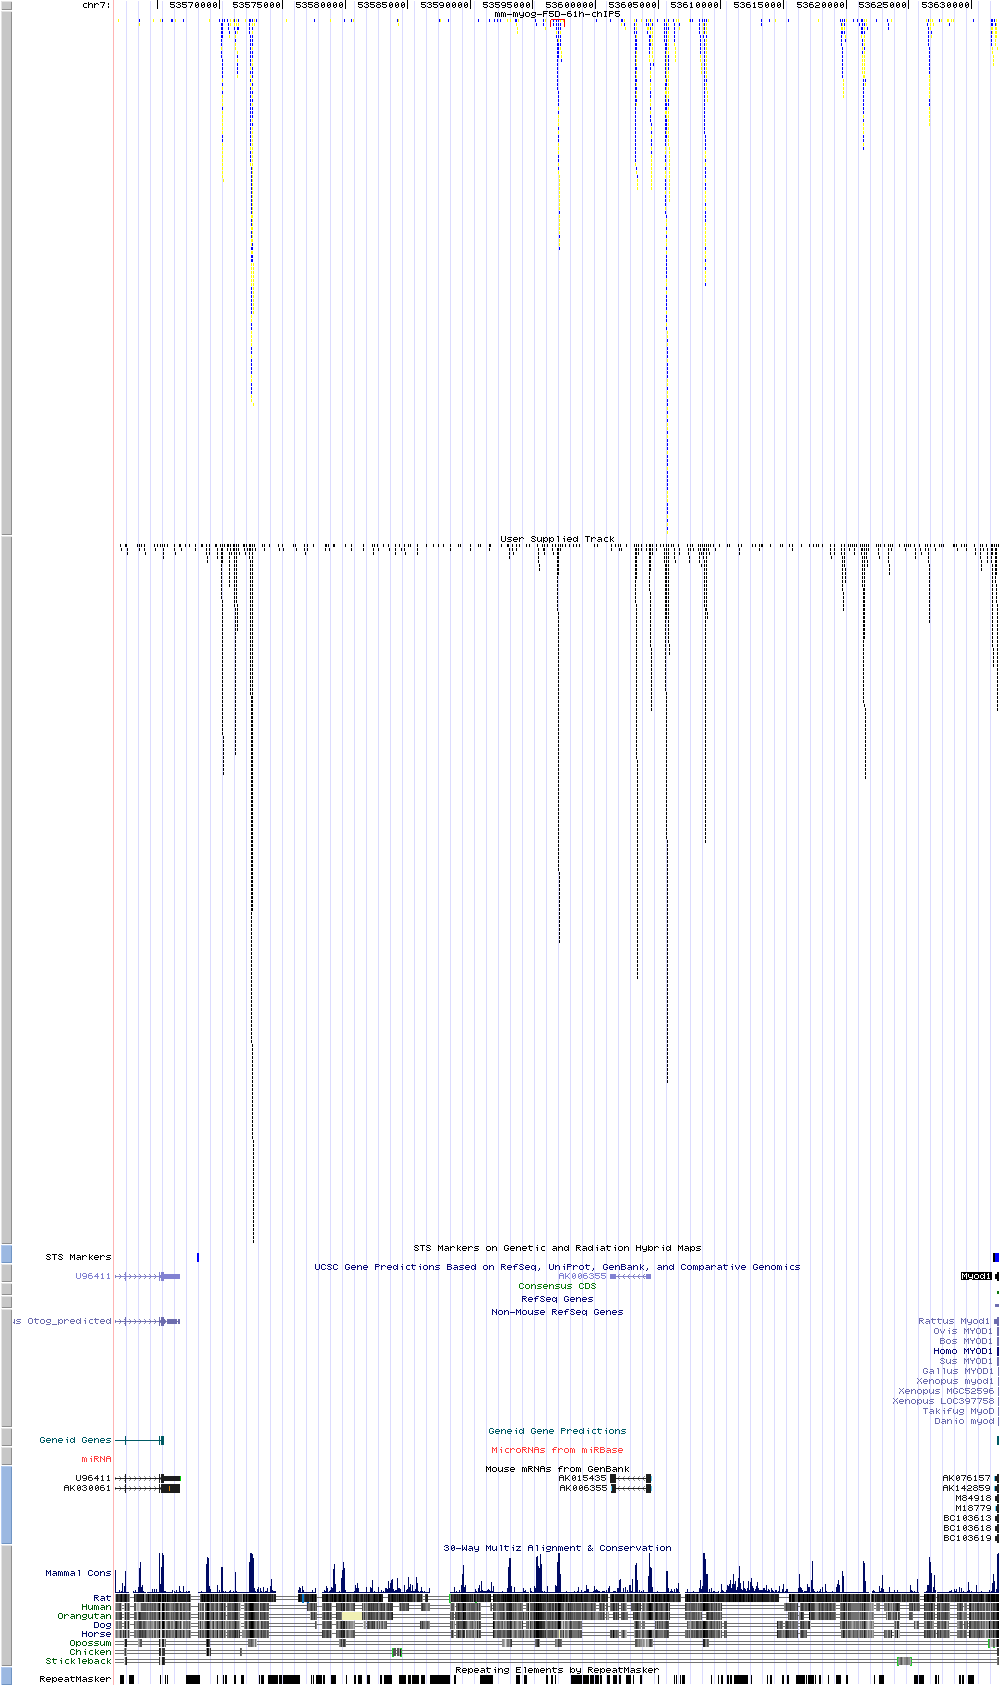 chr7: 53570000 53575000 53580000 53585000 53590000 53595000 53600000 53605000 53610000 53615000 53620000 53625000 53630000
mm-myog-F5D-61h-chIPS
User Supplied Track
STS Markers on Genetic and Radiation Hybrid Maps
STS Markers
UCSC Gene Predictions Based on RefSeq, UniProt, GenBank, and Comparative Genomics
U96411 AK006355 Myod1
Consensus CDS
RefSeq Genes
Non-Mouse RefSeq Genes
us Otog_predicted Rattus Myod1
Ovis MYOD1
Bos MYOD1
Homo MYOD1
Sus MYOD1
Gallus MYOD1
Xenopus myod1
Xenopus MGC52596
Xenopus LOC397758
Takifug MyoD
Danio myod
Geneid Gene Predictions
Geneid Genes
MicroRNAs from miRBase
miRNA
Mouse mRNAs from GenBank
U96411 AK015435 AK076157
AK030061 AK006355 AK142859
M84918
M18779
BC103613
BC103618
BC103619
30-Way Multiz Alignment & Conservation
Mammal Cons
Rat
Human
Orangutan
Dog
Horse
Opossum
Chicken
Stickleback
Repeating Elements by RepeatMasker
RepeatMasker